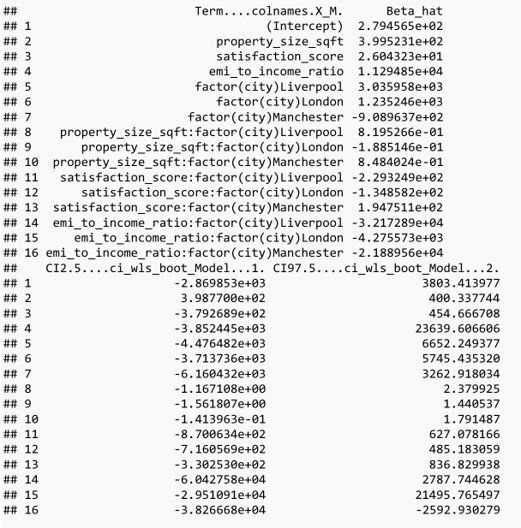 ##                       Term....colnames.X_M.      Beta_hat
## 1                               (Intercept)  2.794565e+02
## 2                        property_size_sqft  3.995231e+02
## 3                        satisfaction_score  2.604323e+01
## 4                       emi_to_income_ratio  1.129485e+04
## 5                     factor(city)Liverpool  3.035958e+03
## 6                        factor(city)London  1.235246e+03
## 7                    factor(city)Manchester -9.089637e+02
## 8  property_size_sqft:factor(city)Liverpool  8.195266e-01
## 9     property_size_sqft:factor(city)London -1.885146e-01
## 10 property_size_sqft:factor(city)Manchester  8.484024e-01
## 11  satisfaction_score:factor(city)Liverpool -2.293249e+02
## 12     satisfaction_score:factor(city)London -1.348582e+02
## 13 satisfaction_score:factor(city)Manchester  1.947511e+02
## 14 emi_to_income_ratio:factor(city)Liverpool -3.217289e+04
## 15    emi_to_income_ratio:factor(city)London -4.275573e+03
## 16 emi_to_income_ratio:factor(city)Manchester -2.188956e+04
##    CI2.5....ci_wls_boot_Model...1. CI97.5....ci_wls_boot_Model...2.
## 1                    -2.869853e+03                      3803.413977
## 2                     3.987700e+02                       400.337744
## 3                    -3.792689e+02                       454.666708
## 4                    -3.852445e+03                     23639.606606
## 5                    -4.476482e+03                      6652.249377
## 6                    -3.713736e+03                      5745.435320
## 7                    -6.160432e+03                      3262.918034
## 8                    -1.167108e+00                         2.379925
## 9                    -1.561807e+00                         1.440537
## 10                   -1.413963e-01                         1.791487
## 11                   -8.700634e+02                       627.078166
## 12                   -7.160569e+02                       485.183059
## 13                   -3.302530e+02                       836.829938
## 14                   -6.042758e+04                      2787.744628
## 15                   -2.951091e+04                     21495.765497
## 16                   -3.826668e+04                     -2592.930279